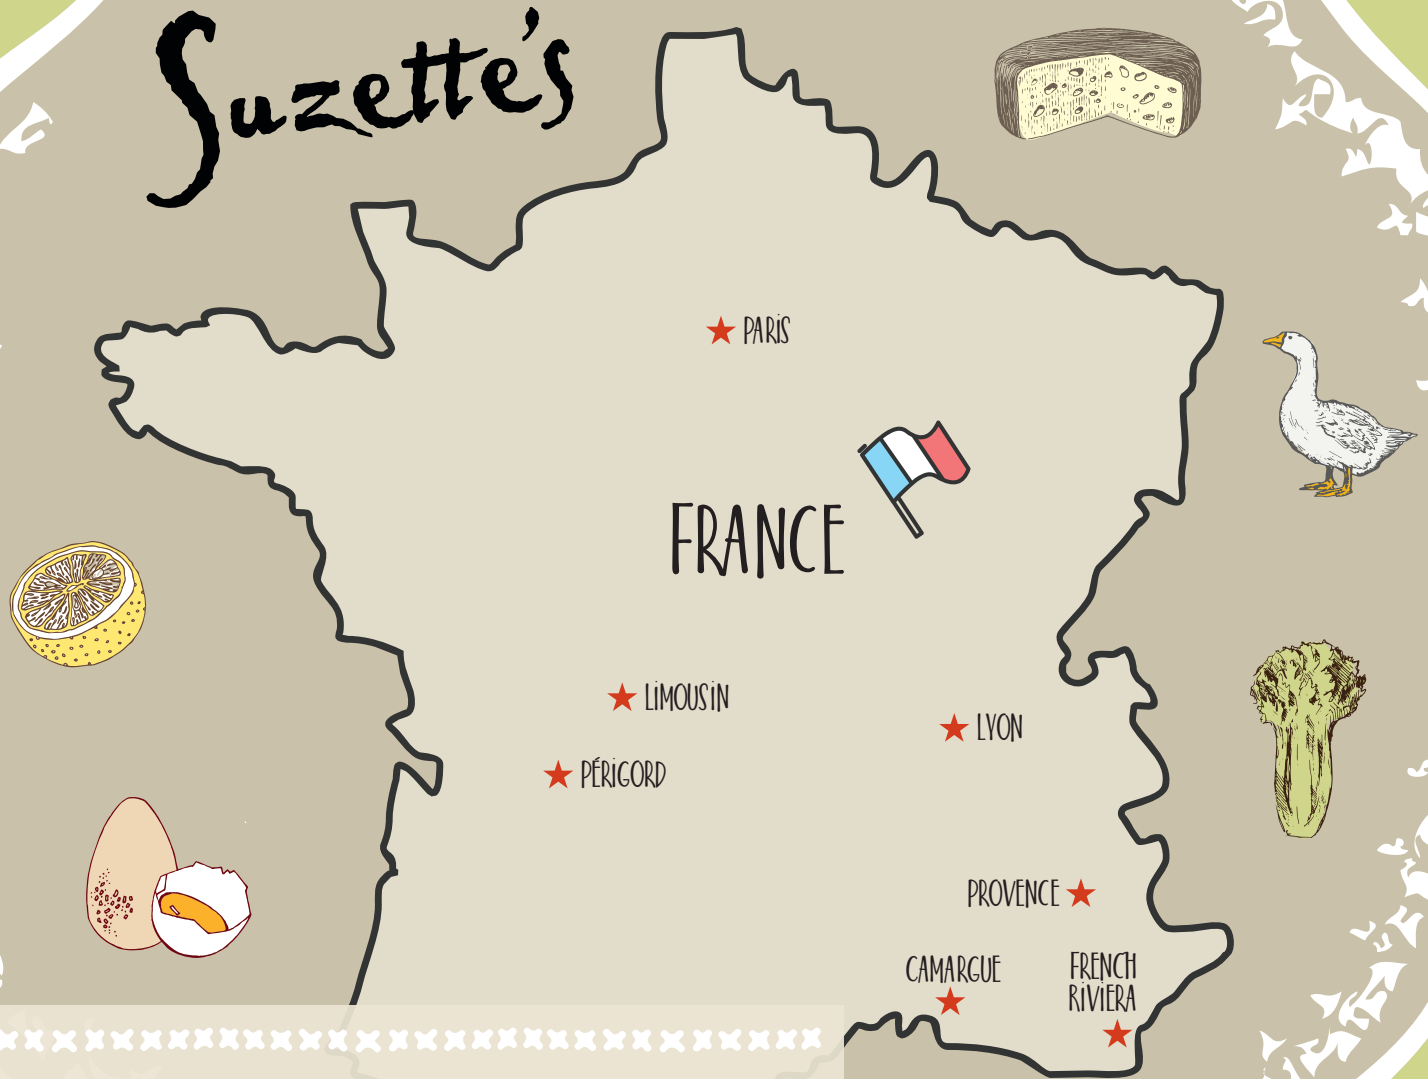 Suzette's
PARiS
FRANCE
LiMOUSiN
LYON
PÉRiGORD
PROVENCE
CAMARGUE
FRENCH
RiViERA